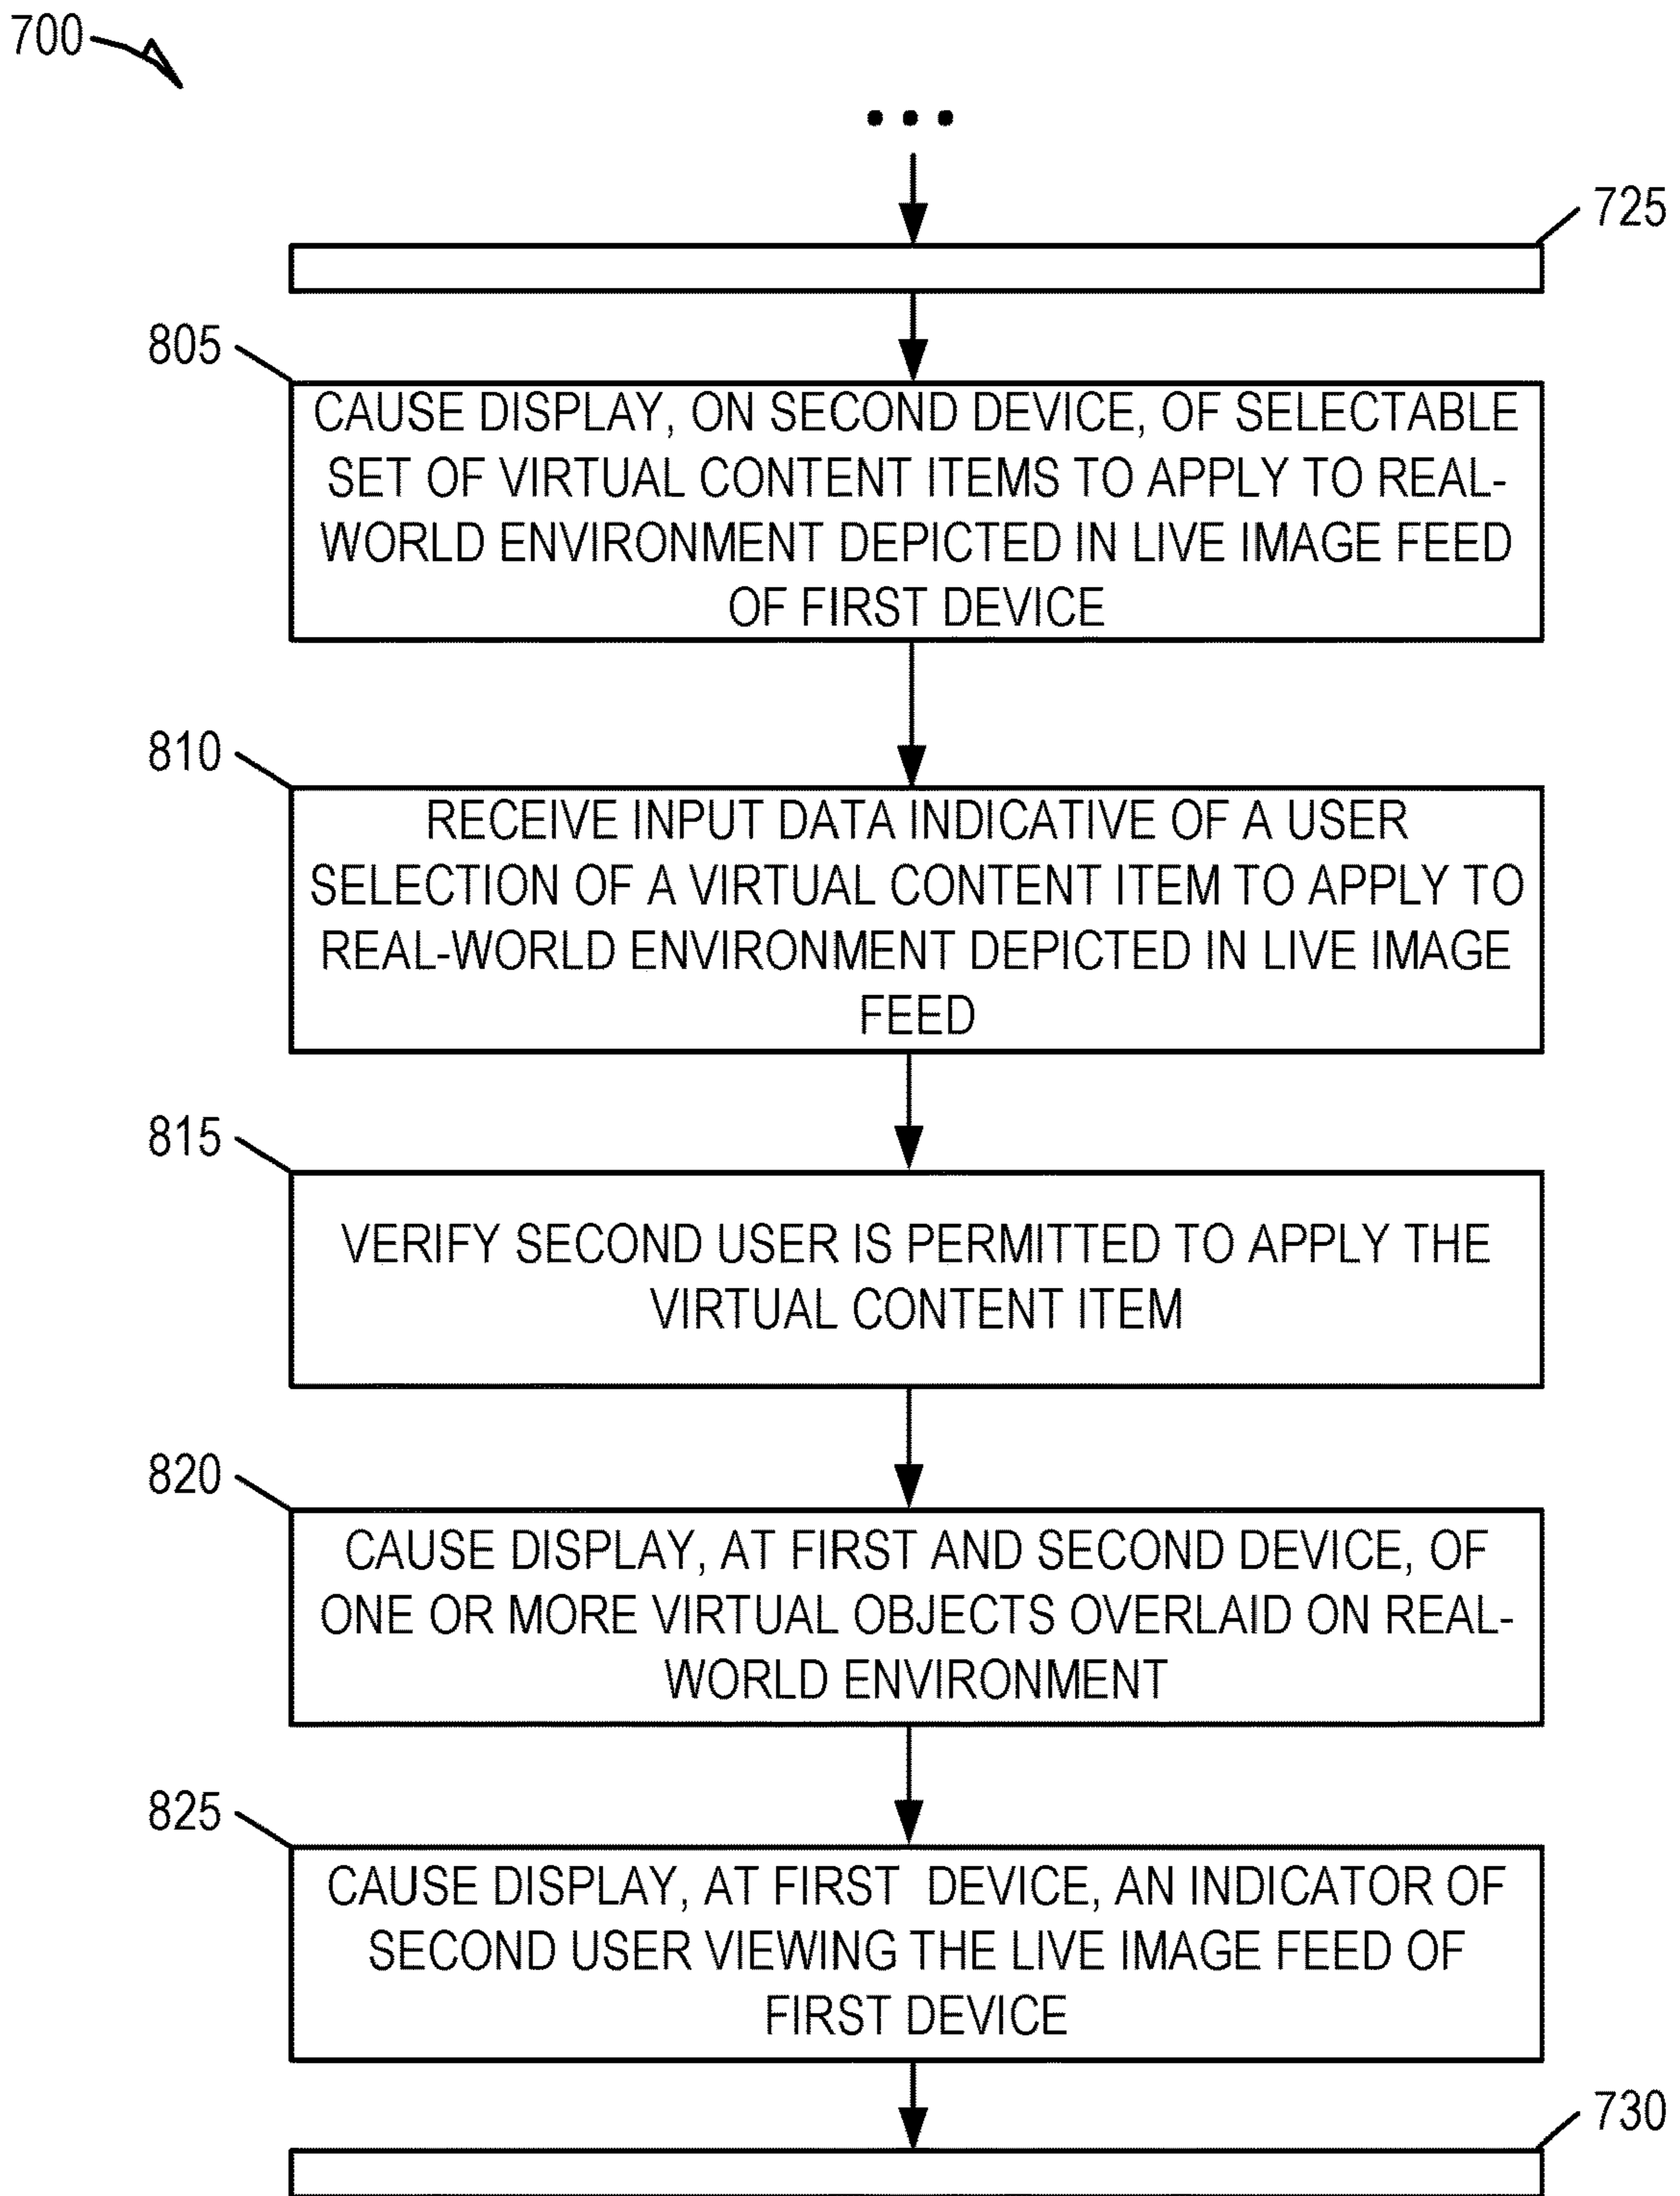 700
...
725
805
CAUSE DISPLAY, ON SECOND DEVICE, OF SELECTABLE
SET OF VIRTUAL CONTENT ITEMS TO APPLY TO REAL-
WORLD ENVIRONMENT DEPICTED IN LIVE IMAGE FEED
OF FIRST DEVICE
810
RECEIVE INPUT DATA INDICATIVE OF A USER
SELECTION OF A VIRTUAL CONTENT ITEM TO APPLY TO
REAL-WORLD ENVIRONMENT DEPICTED IN LIVE IMAGE
FEED
815
VERIFY SECOND USER IS PERMITTED TO APPLY THE
VIRTUAL CONTENT ITEM
820
CAUSE DISPLAY, AT FIRST AND SECOND DEVICE, OF
ONE OR MORE VIRTUAL OBJECTS OVERLAID ON REAL-
WORLD ENVIRONMENT
825
CAUSE DISPLAY, AT FIRST DEVICE, AN INDICATOR OF
SECOND USER VIEWING THE LIVE IMAGE FEED OF
FIRST DEVICE
730